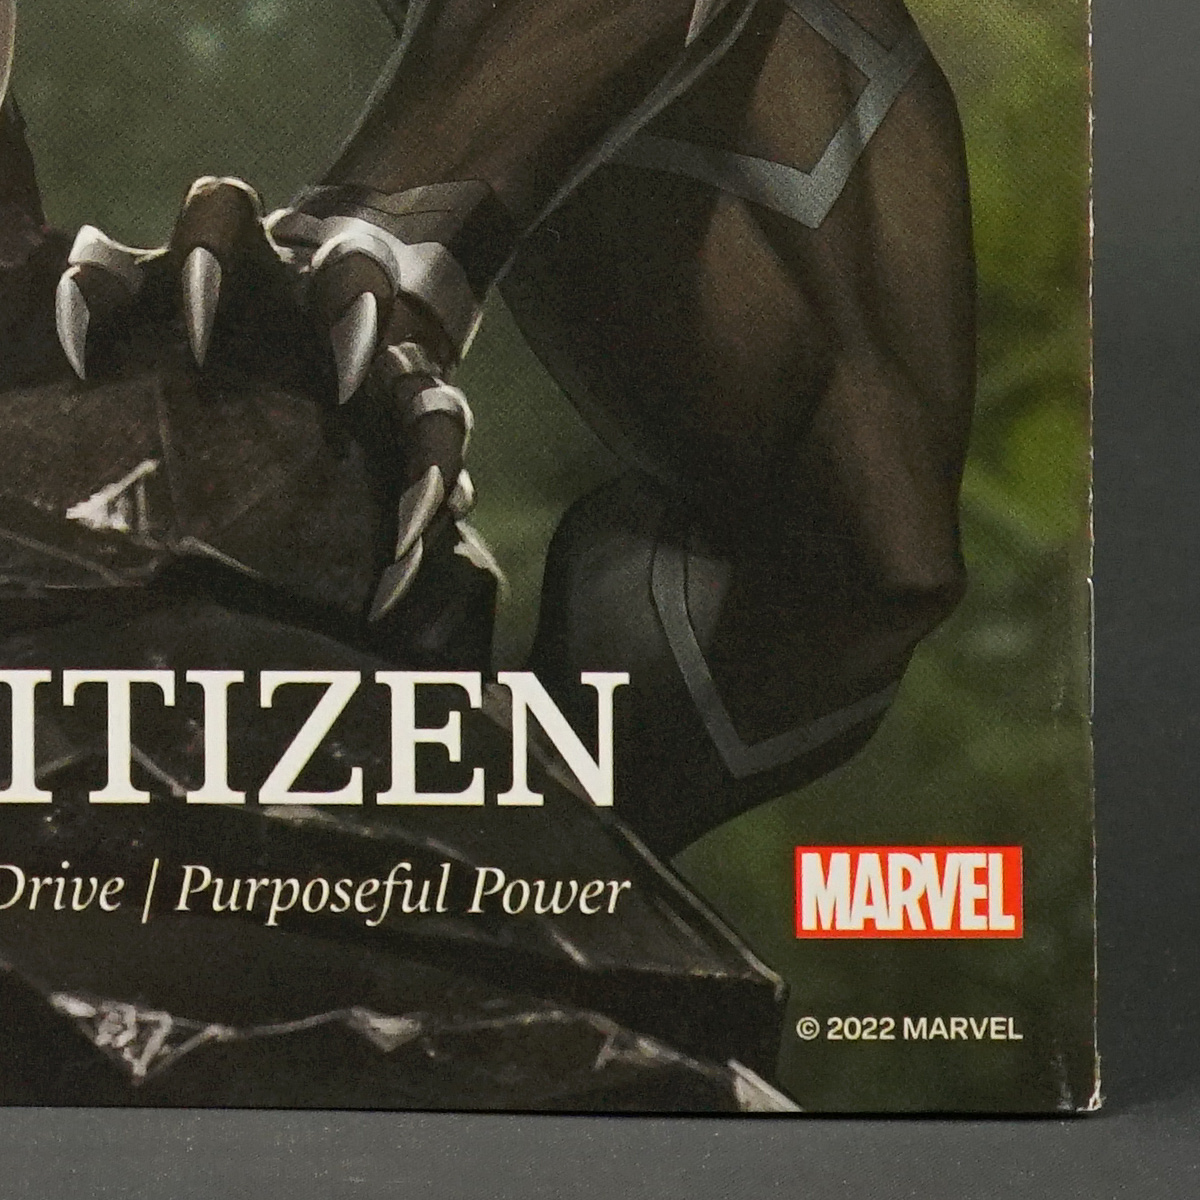 ITIZEN
Drive | Purposeful Power
MARVEL
© 2022 MARVEL